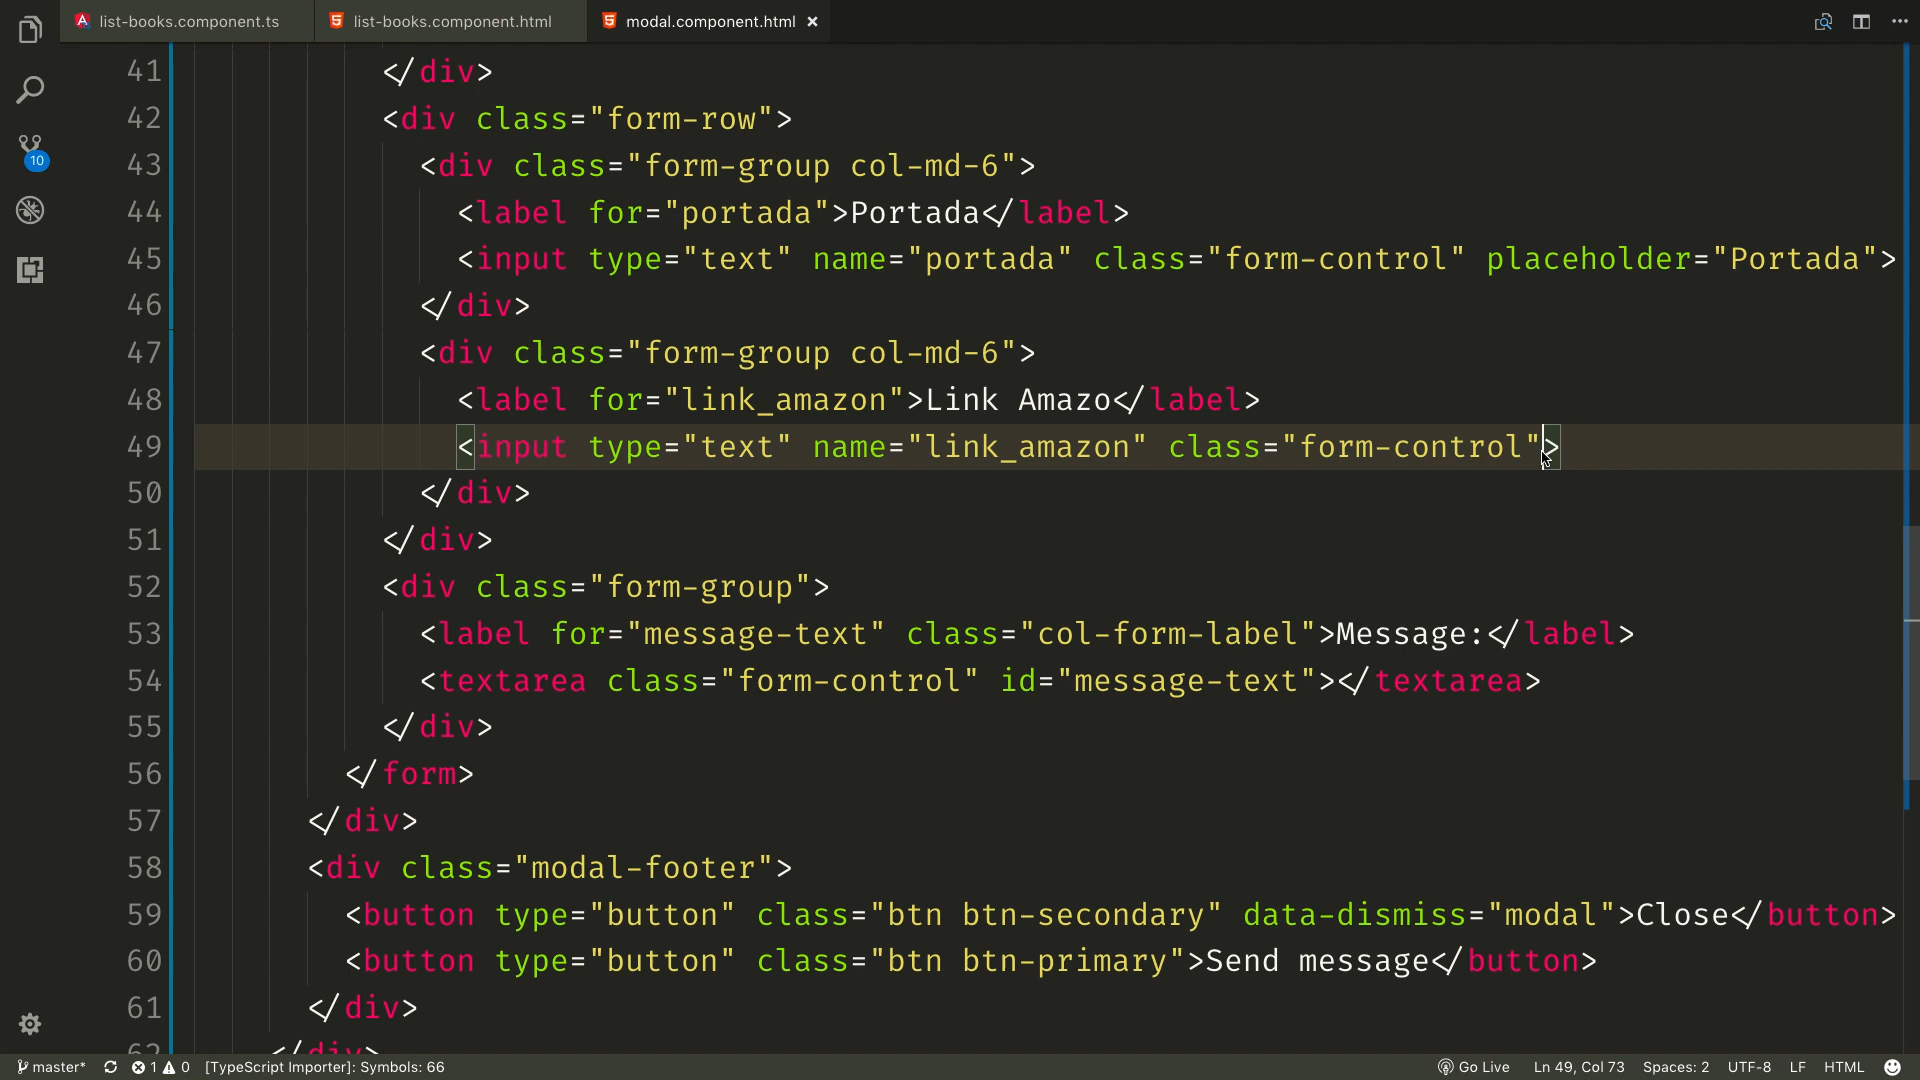 list-books.component.ts list-books.component.html modal.component.html
41 </div>
42 <div class="form-row">
43 <div class="form-group col-md-6">
44 <label for="portada">Portada</label>
45 <input type="text" name="portada" class="form-control" placeholder="Portada">
46 </div>
47 <div class="form-group col-md-6">
48 <label for="link_amazon">Link Amazo</label>
49 <input type="text" name="link_amazon" class="form-control">
50 </div>
51 </div>
52 <div class="form-group">
53 <label for="message-text" class="col-form-label">Message:</label>
54 <textarea class="form-control" id="message-text"></textarea>
55 </div>
56 </form>
57 </div>
58 <div class="modal-footer">
59 <button type="button" class="btn btn-secondary" data-dismiss="modal">Close</button>
60 <button type="button" class="btn btn-primary">Send message</button>
61 </div>
62 </div>
10
master* 1 0 [TypeScript Importer]: Symbols: 66 Go Live Ln 49, Col 73 Spaces: 2 UTF-8 LF HTML